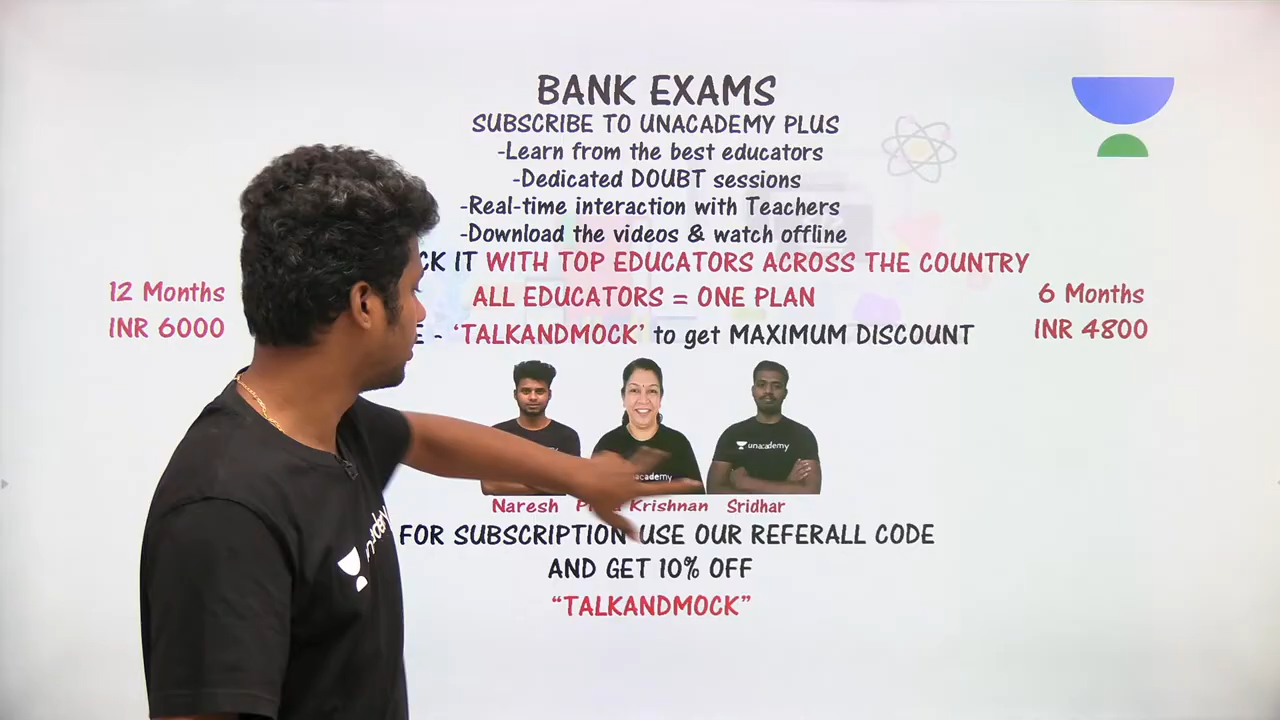 BANK EXAMS
SUBSCRIBE TO UNACADEMY PLUS
-Learn from the best educators
-Dedicated DOUBT sessions
-Real-time interaction with Teachers
-Download the videos & watch offline
CK IT WITH TOP EDUCATORS ACROSS THE COUNTRY
12 Months
INR 6000
ALL EDUCATORS = ONE PLAN
6 Months
INR 4800
E - ‘TALKANDMOCK’ to get MAXIMUM DISCOUNT
unacademy
Naresh Krishnan Sridhar
FOR SUBSCRIPTION USE OUR REFERALL CODE
AND GET 10% OFF
“TALKANDMOCK”